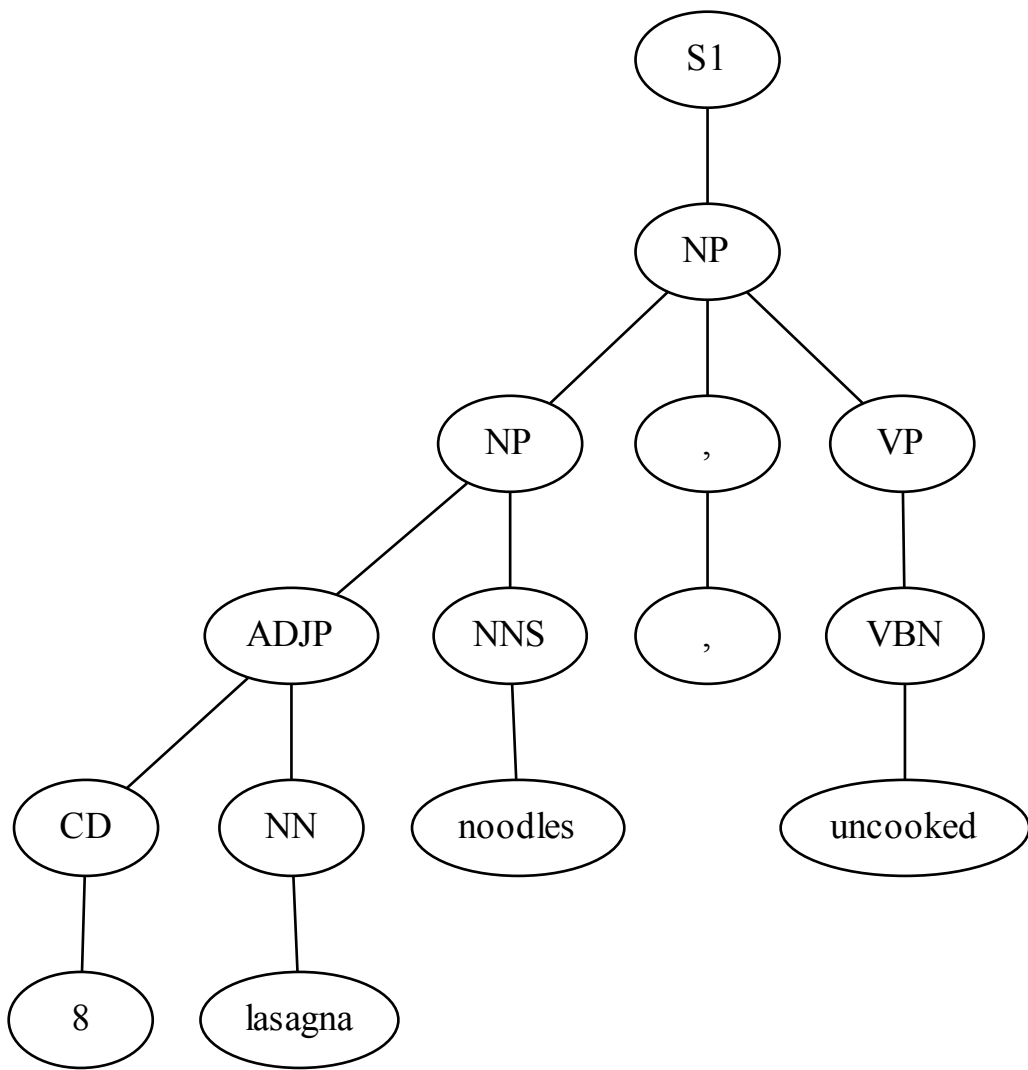 S1
NP
NP , VP
ADJP NNS , VBN
CD NN noodles uncooked
8 lasagna